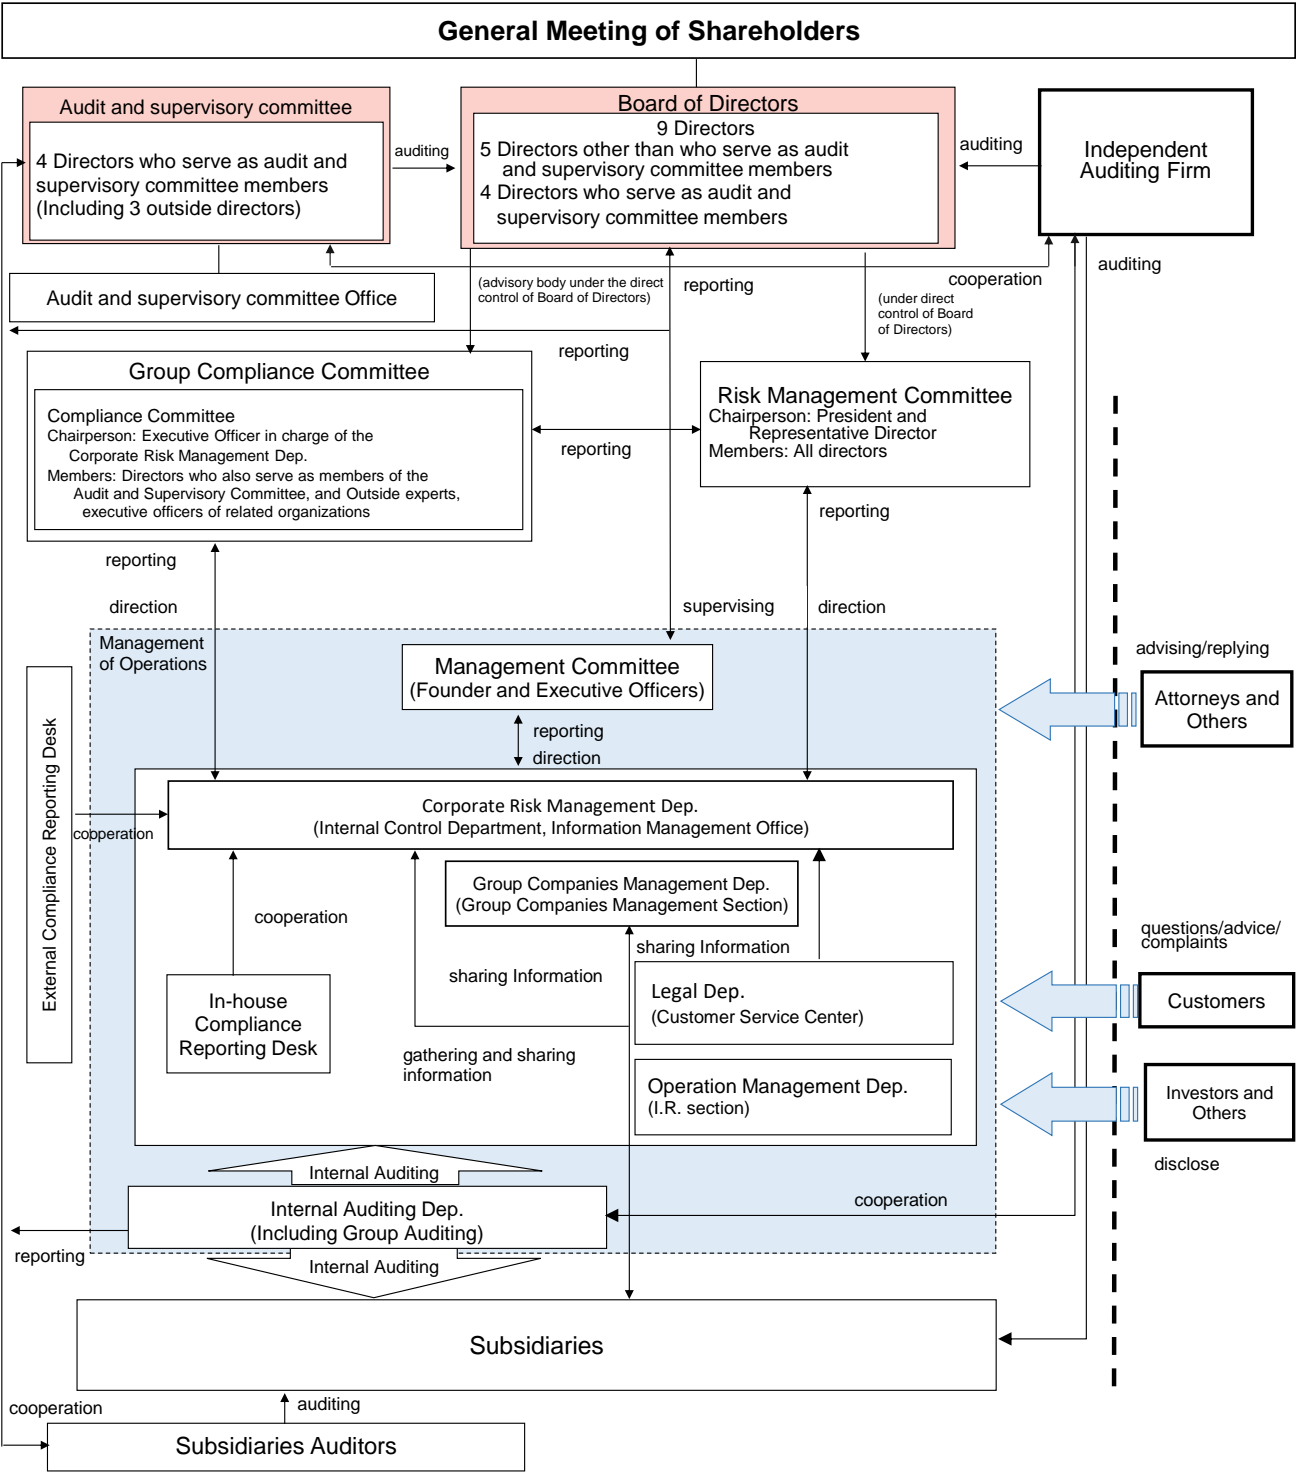 General Meeting of Shareholders
Audit and supervisory committee
4 Directors who serve as audit and
supervisory committee members
(Including 3 outside directors)
auditing
Board of Directors
9 Directors
5 Directors other than who serve as audit
and supervisory committee members
4 Directors who serve as audit and
supervisory committee members
auditing
Independent
Auditing Firm
Audit and supervisory committee Office
(advisory body under the direct
control of Board of Directors)
reporting
(under direct
control of Board
of Directors)
cooperation
auditing
reporting
Group Compliance Committee
Compliance Committee
Chairperson: Executive Officer in charge of the
Corporate Risk Management Dep.
Members: Directors who also serve as members of the
Audit and Supervisory Committee, and Outside experts,
executive officers of related organizations
reporting
Risk Management Committee
Chairperson: President and
Representative Director
Members: All directors
reporting
direction
supervising
reporting
direction
Management
of Operations
Management Committee
(Founder and Executive Officers)
reporting
direction
advising/replying
Attorneys and
Others
External Compliance Reporting Desk
cooperation
Corporate Risk Management Dep.
(Internal Control Department, Information Management Office)
Group Companies Management Dep.
(Group Companies Management Section)
cooperation
sharing Information
sharing Information
In-house
Compliance
Reporting Desk
Legal Dep.
(Customer Service Center)
gathering and sharing
information
Operation Management Dep.
(I.R. section)
questions/advice/
complaints
Customers
Investors and
Others
disclose
Internal Auditing
Internal Auditing Dep.
(Including Group Auditing)
cooperation
reporting
Internal Auditing
Subsidiaries
cooperation
auditing
Subsidiaries Auditors